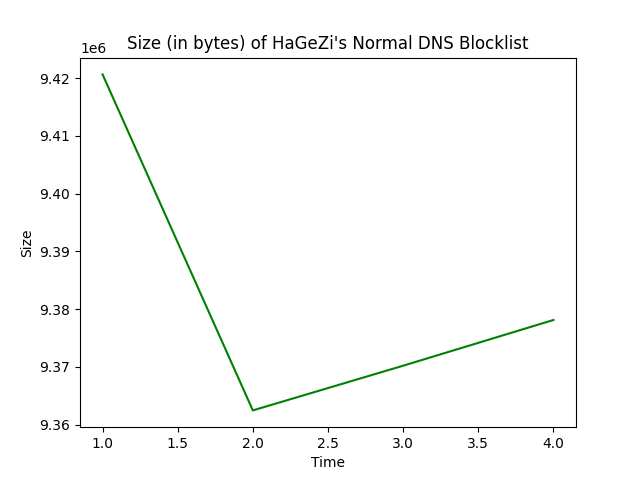 Size (in bytes) of HaGeZi's Normal DNS Blocklist
1e6
9.42
9.41
9.40
9.39
9.38
9.37
9.36
Size
1.0 1.5 2.0 2.5 3.0 3.5 4.0
Time